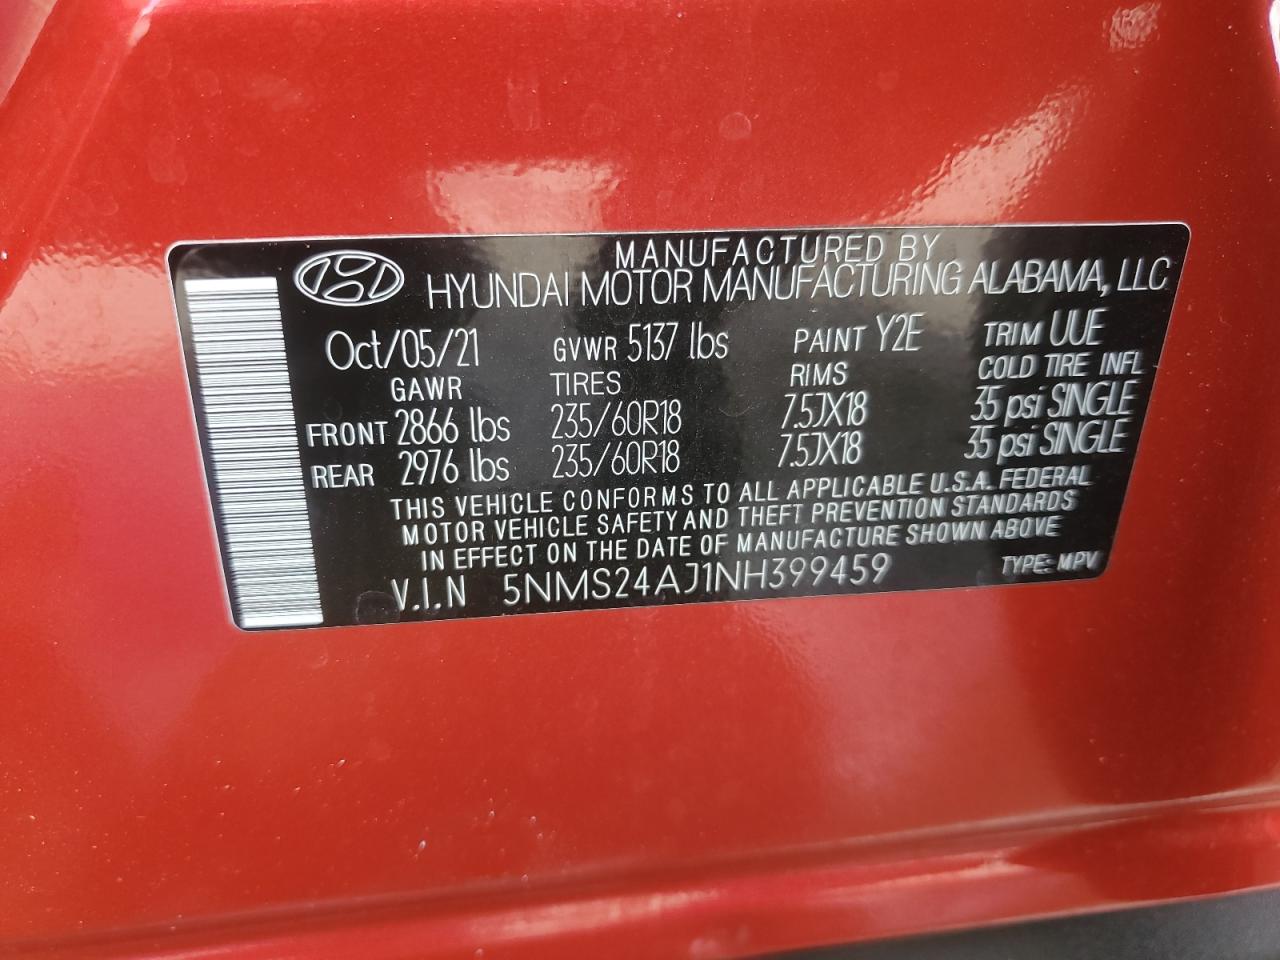 MANUFACTURED BY
HYUNDAI MOTOR MANUFACTURING ALABAMA, LLC
Oct/05/21 GVWR 5137 lbs PAINT Y2E TRIM UUE
GAWR TIRES RIMS COLD TIRE INFL
FRONT 2866 lbs 235/60R18 7.5JX18 35 psi SINGLE
REAR 2976 lbs 235/60R18 7.5JX18 35 psi SINGLE
THIS VEHICLE CONFORMS TO ALL APPLICABLE U.S.A. FEDERAL
MOTOR VEHICLE SAFETY AND THEFT PREVENTION STANDARDS
IN EFFECT ON THE DATE OF MANUFACTURE SHOWN ABOVE
V.I.N 5NMS24AJ1NH399459 TYPE: MPV